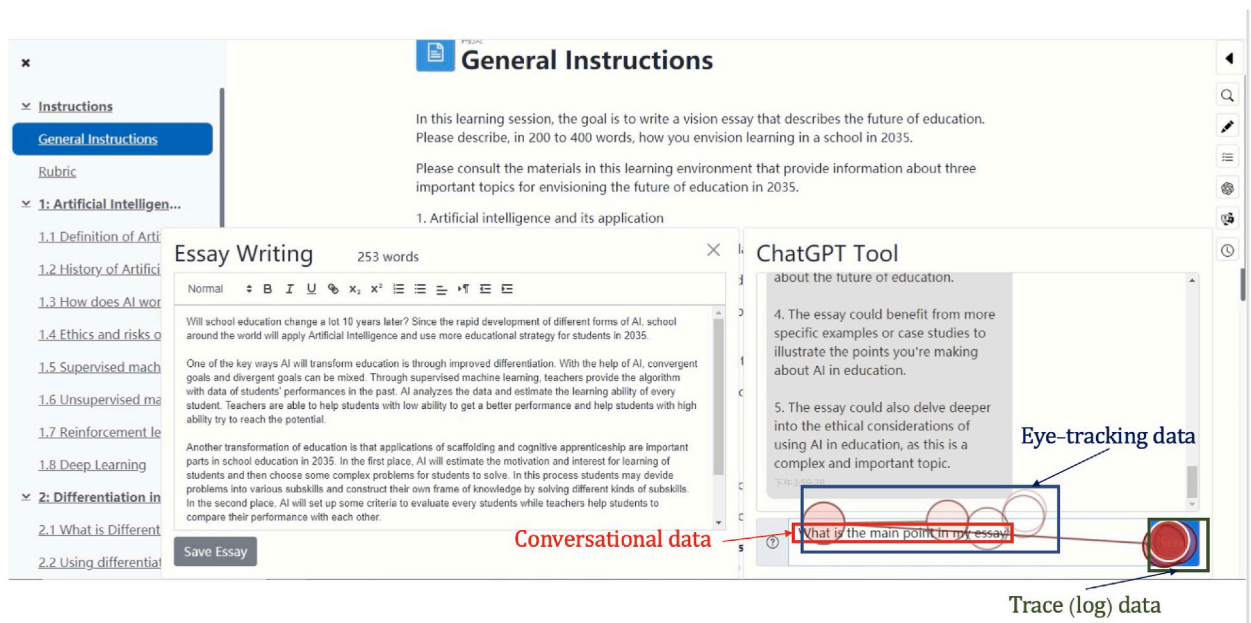 General Instructions
In this learning session, the goal is to write a vision essay that describes the future of education.
Please describe, in 200 to 400 words, how you envision learning in a school in 2035.
Please consult the materials in this learning environment that provide information about three
important topics for envisioning the future of education in 2035.
1. Artificial intelligence and its application
Instructions
General Instructions
Rubric
1: Artificial Intelligen...
1.1 Definition of Arti
1.2 History of Artifici
1.3 How does AI wor
1.4 Ethics and risks o
1.5 Supervised mach
1.6 Unsupervised ma
1.7 Reinforcement le
1.8 Deep Learning
2: Differentiation in
2.1 What is Different
2.2 Using differentiat
Essay Writing 253 words
Normal B I U x₂ x²
Will school education change a lot 10 years later? Since the rapid development of different forms of AI, school
around the world will apply Artificial Intelligence and use more educational strategy for students in 2035.
One of the key ways AI will transform education is through improved differentiation. With the help of AI, convergent
goals and divergent goals can be mixed. Through supervised machine learning, teachers provide the algorithm
with data of students' performances in the past. AI analyzes the data and estimate the learning ability of every
student. Teachers are able to help students with low ability to get a better performance and help students with high
ability try to reach the potential.
Another transformation of education is that applications of scaffolding and cognitive apprenticeship are important
parts in school education in 2035. In the first place, AI will estimate the motivation and interest for learning of
students and then choose some complex problems for students to solve. In this process students may devide
problems into various subskills and construct their own frame of knowledge by solving different kinds of subskills.
In the second place, AI will set up some criteria to evaluate every students while teachers help students to
compare their performance with each other.
Save Essay
ChatGPT Tool
about the future of education.
4. The essay could benefit from more
specific examples or case studies to
illustrate the points you're making
about AI in education.
5. The essay could also delve deeper
into the ethical considerations of
using AI in education, as this is a
complex and important topic.
下午3:59:28
What is the main point in my essay
Eye-tracking data
Conversational data
Trace (log) data